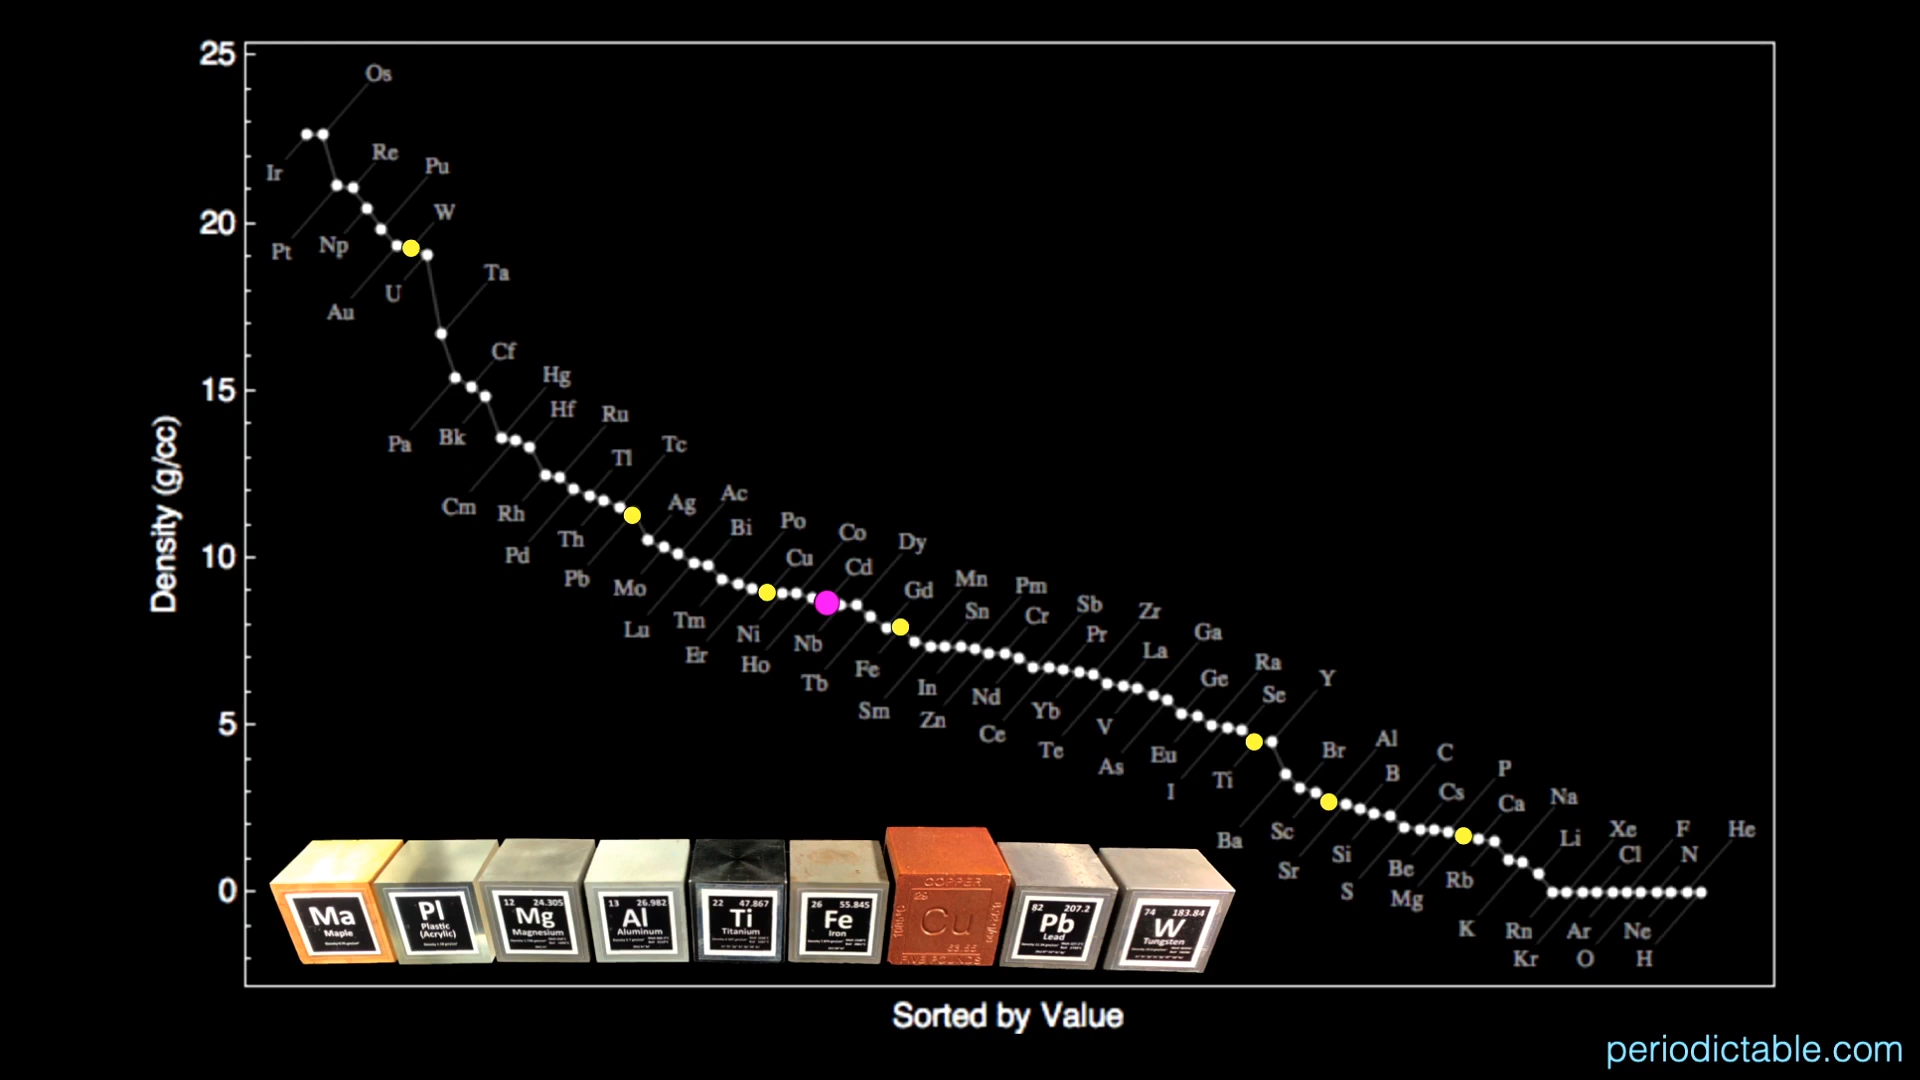 25
20
15
10
5
0
Density (g/cc)
Sorted by Value
Os
Ir
Re
Pu
Pt
Np
W
Au
U
Ta
Cf
Pa
Bk
Hg
Hf
Ru
Cm
Rh
Tl
Tc
Pd
Th
Pb
Ag
Ac
Mo
Bi
Lu
Po
Tm
Er
Cu
Co
Ni
Ho
Cd
Dy
Nb
Tb
Gd
Fe
Sm
Mn
Sn
In
Zn
Pm
Cr
Nd
Ce
Sb
Pr
Yb
Te
Zr
La
V
As
Ga
Ge
Eu
I
Ra
Se
Ti
Y
Ba
Br
Sc
Sr
Al
B
Si
S
C
Cs
Be
Mg
P
Ca
Rb
Na
Li
K
Xe
Cl
Rn
Kr
F
N
Ar
O
He
Ne
H
Ma
Maple
Pl
Plastic
(Acrylic)
12 24.305
Mg
Magnesium
13 26.982
Al
Aluminum
22 47.867
Ti
Titanium
26 55.845
Fe
Iron
COPPER
29
Cu
63.55
FIVE POUNDS
82 207.2
Pb
Lead
74 183.84
W
Tungsten
periodictable.com